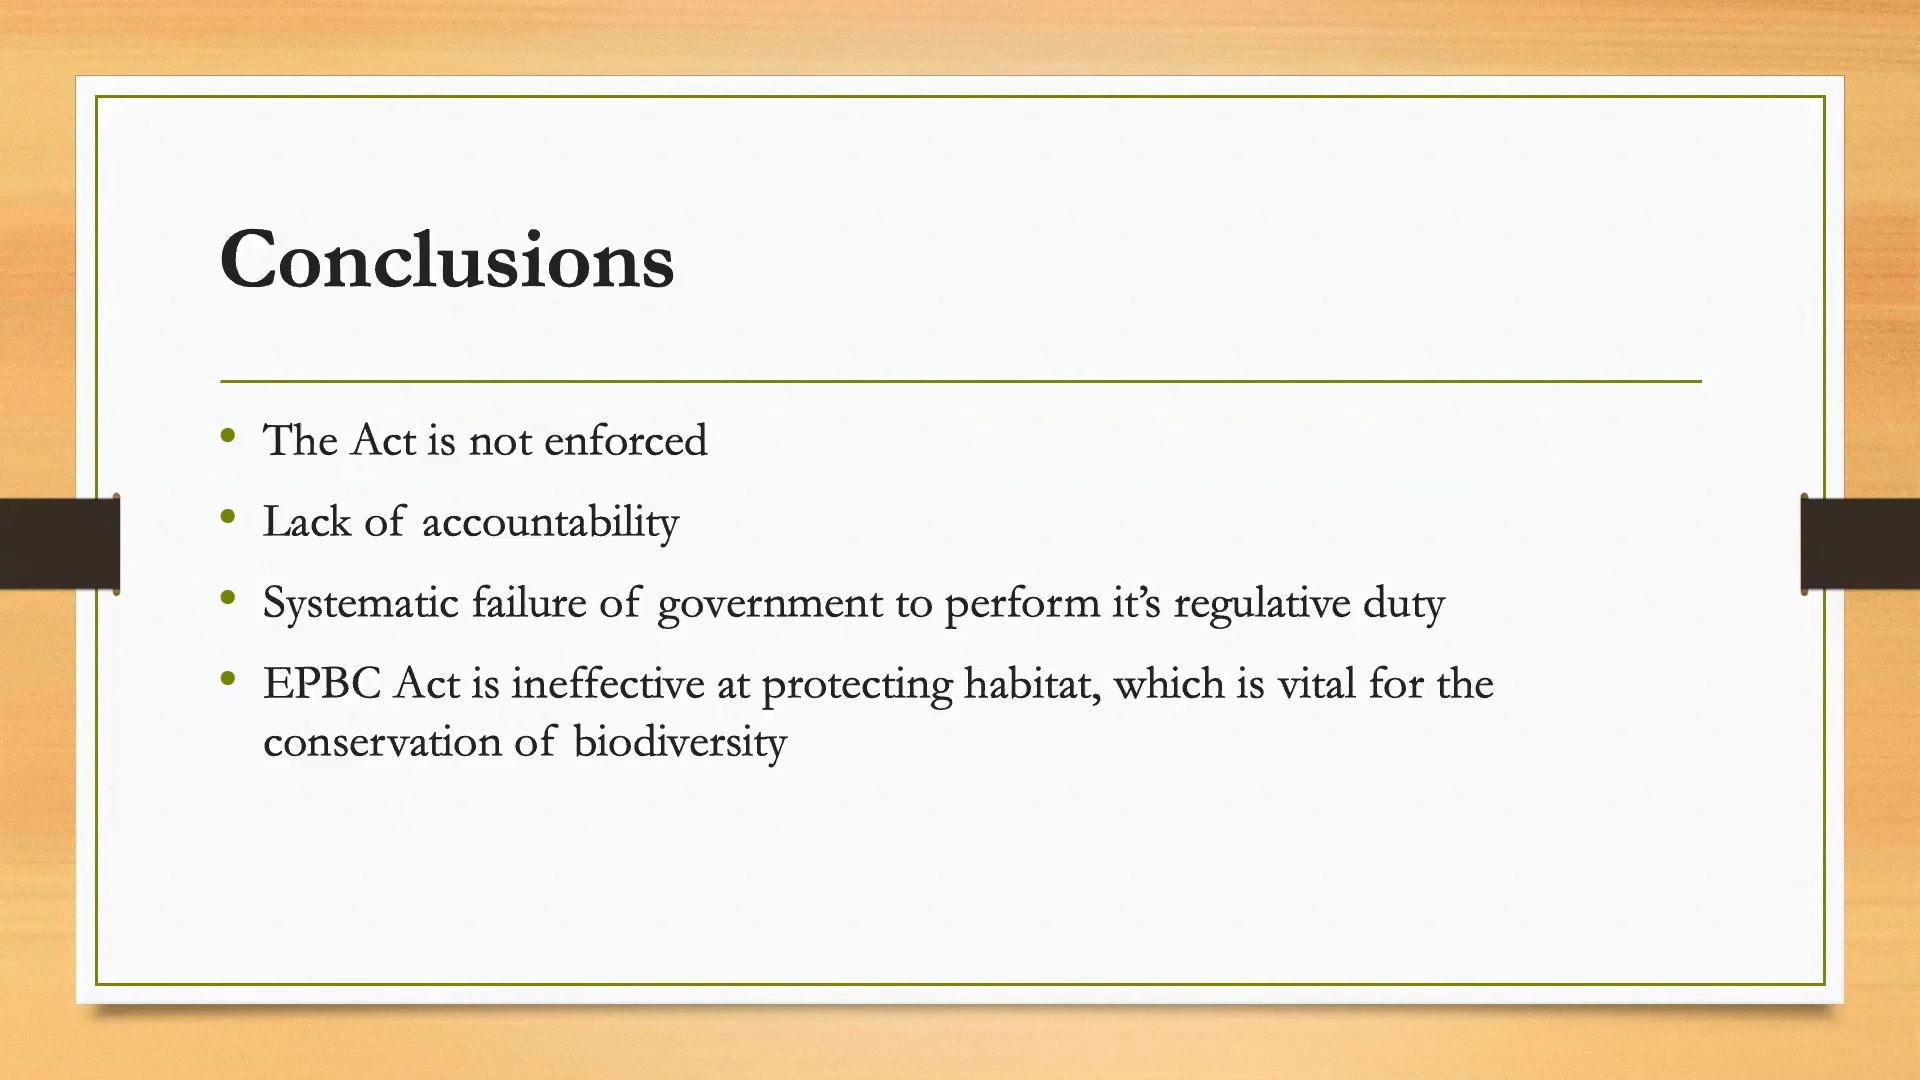 Conclusions
• The Act is not enforced
• Lack of accountability
• Systematic failure of government to perform it’s regulative duty
• EPBC Act is ineffective at protecting habitat, which is vital for the
conservation of biodiversity